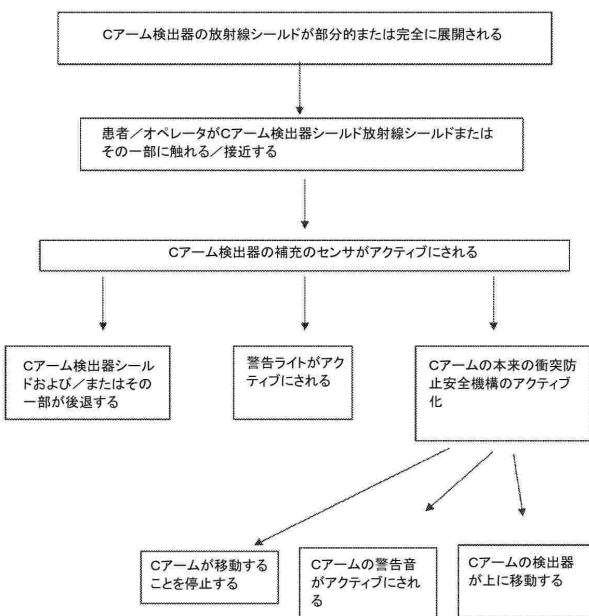 Cアーム検出器の放射線シールドが部分的または完全に展開される
患者／オペレータがCアーム検出器シールド放射線シールドまたは
その一部に触れる／接近する
Cアーム検出器の補充のセンサがアクティブにされる
Cアーム検出器シール
ドおよび／またはその
一部が後退する
警告ライトがアク
ティブにされる
Cアームの本来の衝突防
止安全機構のアクティブ
化
Cアームが移動する
ことを停止する
Cアームの警告音
がアクティブにされ
る
Cアームの検出器
が上に移動する